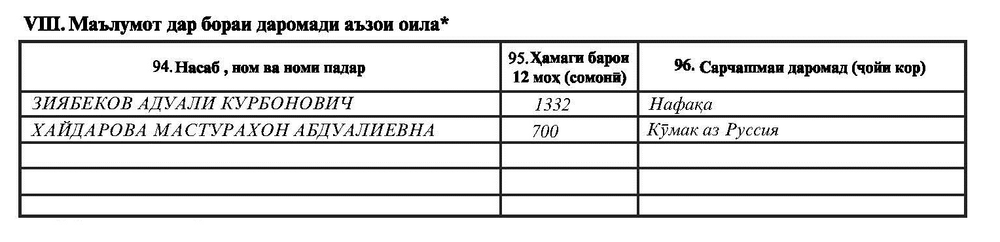 VIII. Маълумот дар бораи даромади аъзои оила*
94. Насаб , ном ва номи падар
95. Ҳамаги барои
12 моҳ (сомонӣ)
96. Сарчашмаи даромад (ҷойи кор)
ЗИЯБЕКОВ АДУАЛИ КУРБОНОВИЧ 1332 Нафақа
ХАЙДАРОВА МАСТУРАХОН АБДУАЛИЕВНА 700 Кӯмак аз Руссия